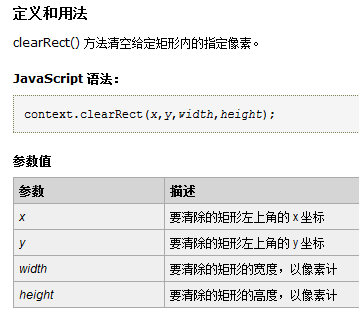 定义和用法
clearRect() 方法清空给定矩形内的指定像素。
JavaScript 语法：
context.clearRect(x,y,width,height);
参数值
参数 描述
x 要清除的矩形左上角的 x 坐标
y 要清除的矩形左上角的 y 坐标
width 要清除的矩形的宽度，以像素计
height 要清除的矩形的高度，以像素计